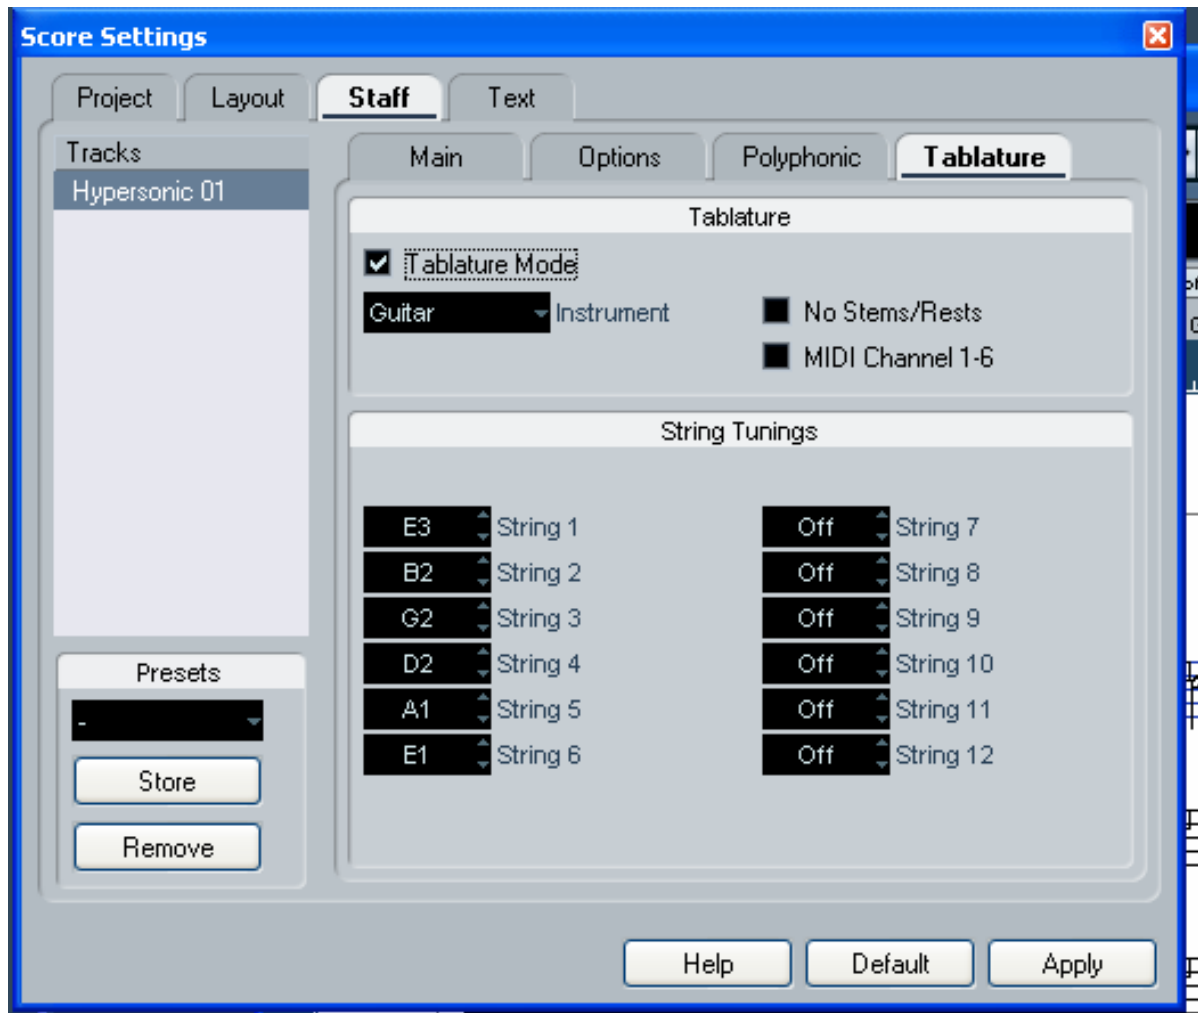 Score Settings
Project Layout Staff Text
Tracks
Hypersonic 01
Main Options Polyphonic Tablature
Tablature
Tablature Mode
Guitar Instrument No Stems/Rests
MIDI Channel 1-6
String Tunings
E3 String 1 Off String 7
B2 String 2 Off String 8
G2 String 3 Off String 9
D2 String 4 Off String 10
A1 String 5 Off String 11
E1 String 6 Off String 12
Presets
-
Store
Remove
Help Default Apply